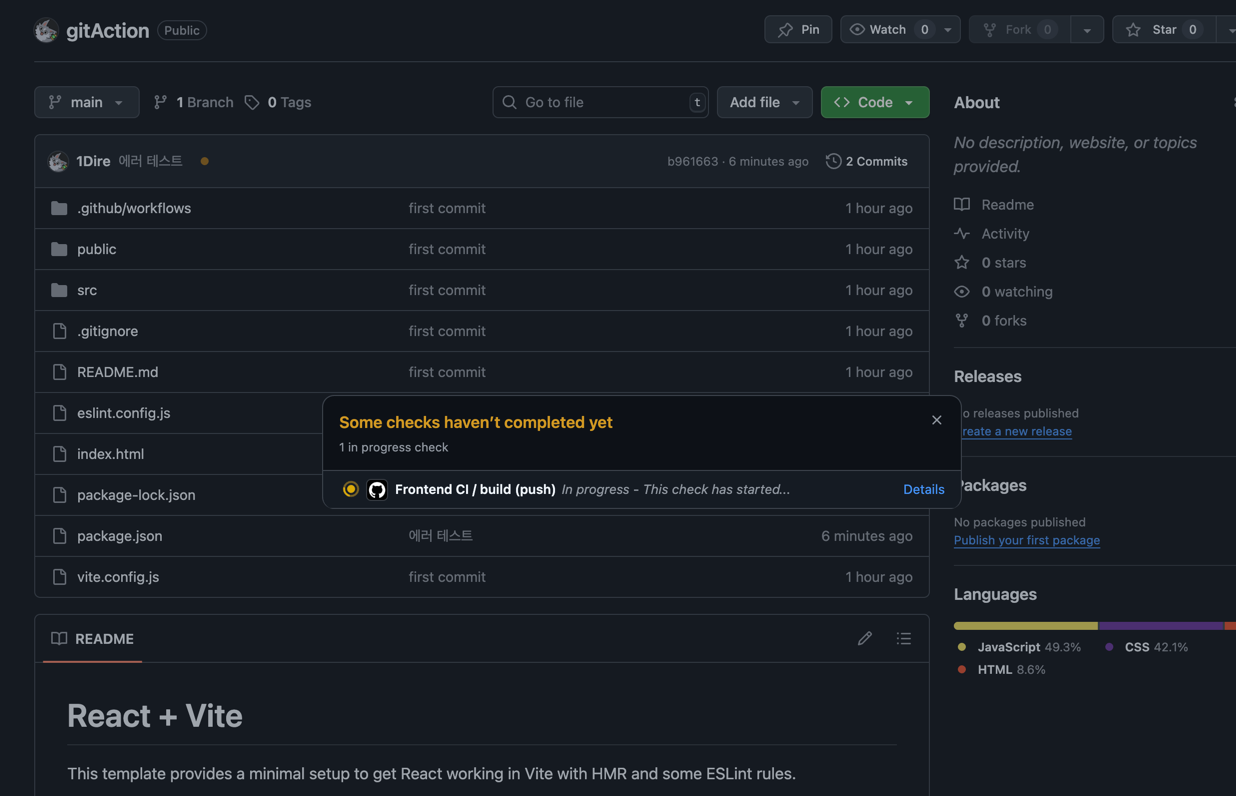 gitAction Public Pin Watch 0 Fork 0 Star 0
main 1 Branch 0 Tags Go to file t Add file Code
1Dire 에러 테스트 b961663 · 6 minutes ago 2 Commits
.github/workflows first commit 1 hour ago
public first commit 1 hour ago
src first commit 1 hour ago
.gitignore first commit 1 hour ago
README.md first commit 1 hour ago
eslint.config.js
index.html
package-lock.json
package.json 에러 테스트 6 minutes ago
vite.config.js first commit 1 hour ago
Some checks haven't completed yet
1 in progress check
Frontend CI / build (push) In progress - This check has started... Details
README
React + Vite
This template provides a minimal setup to get React working in Vite with HMR and some ESLint rules.
About
No description, website, or topics
provided.
Readme
Activity
0 stars
0 watching
0 forks
Releases
releases published
a new release
Packages
No packages published
Publish your first package
Languages
JavaScript 49.3% CSS 42.1%
HTML 8.6%